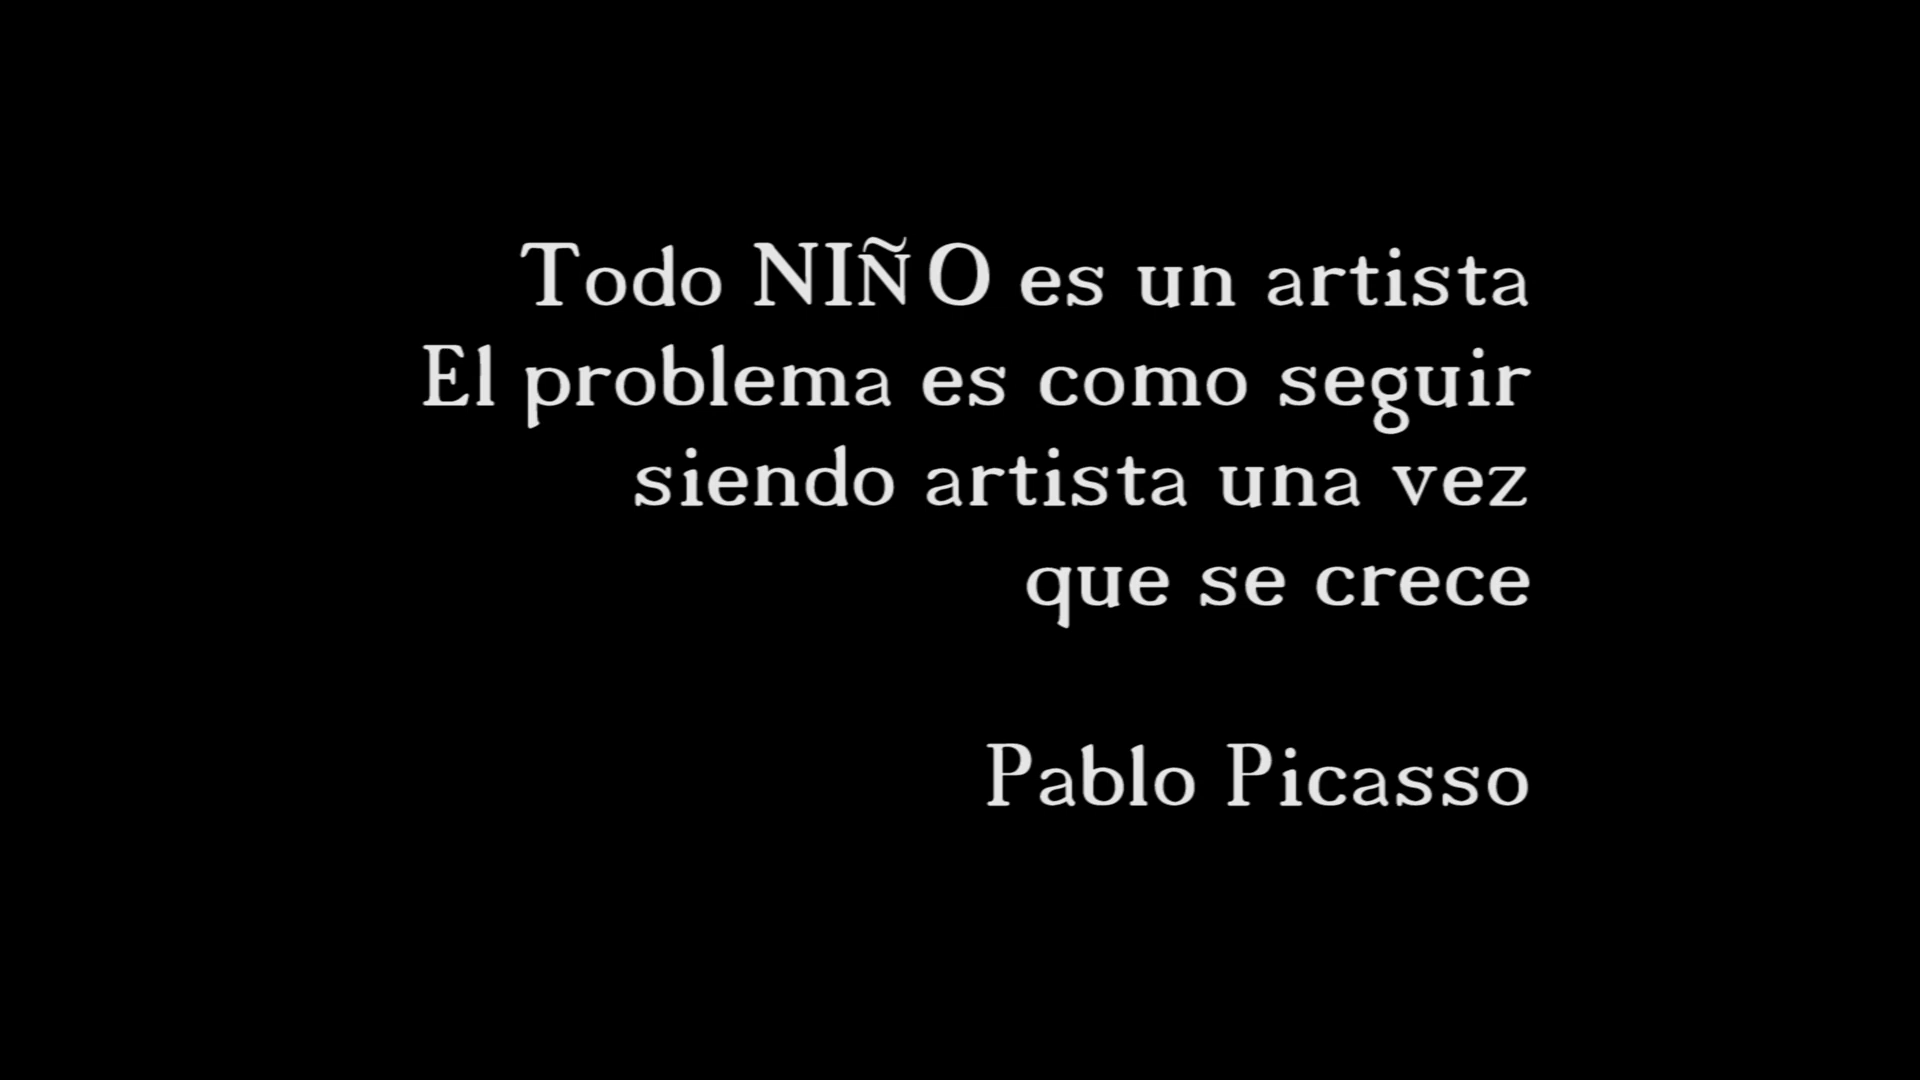 Todo NIÑO es un artista
El problema es como seguir
siendo artista una vez
que se crece
Pablo Picasso